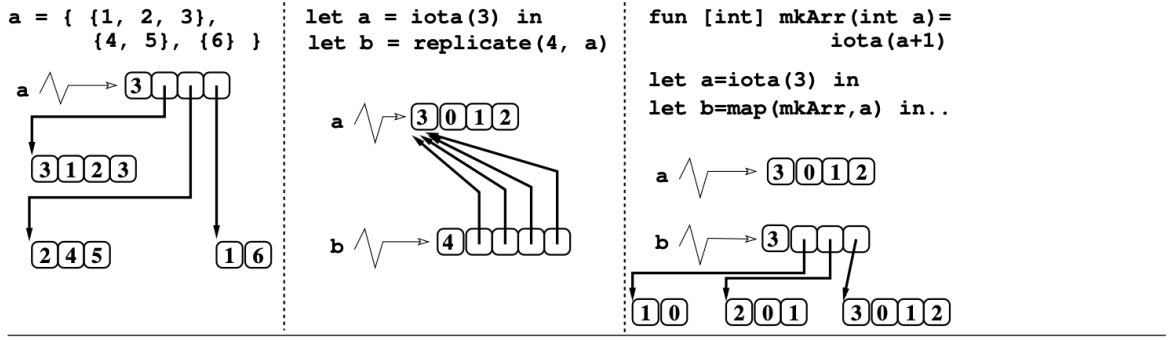 a = { {1, 2, 3},
{4, 5}, {6} }
a 3
3 1 2 3
2 4 5 1 6
let a = iota(3) in
let b = replicate(4, a)
a 3 0 1 2
b 4
fun [int] mkArr(int a)=
iota(a+1)
let a=iota(3) in
let b=map(mkArr,a) in..
a 3 0 1 2
b 3
1 0 2 0 1 3 0 1 2